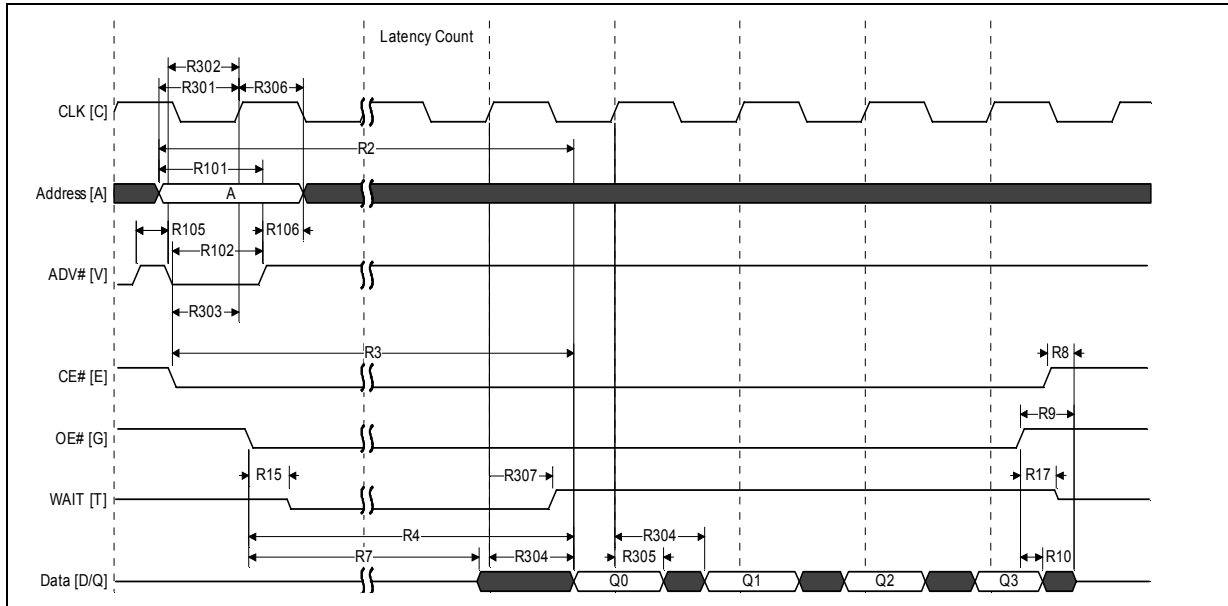 Latency Count
R302
R301 R306
CLK [C]
R2
R101
Address [A]
A
R105 R106
R102
ADV# [V]
R303
R3
R8
CE# [E]
R9
OE# [G]
R15 R307 R17
WAIT [T]
R4 R304
R7 R304 R305 R10
Data [D/Q]
Q0 Q1 Q2 Q3